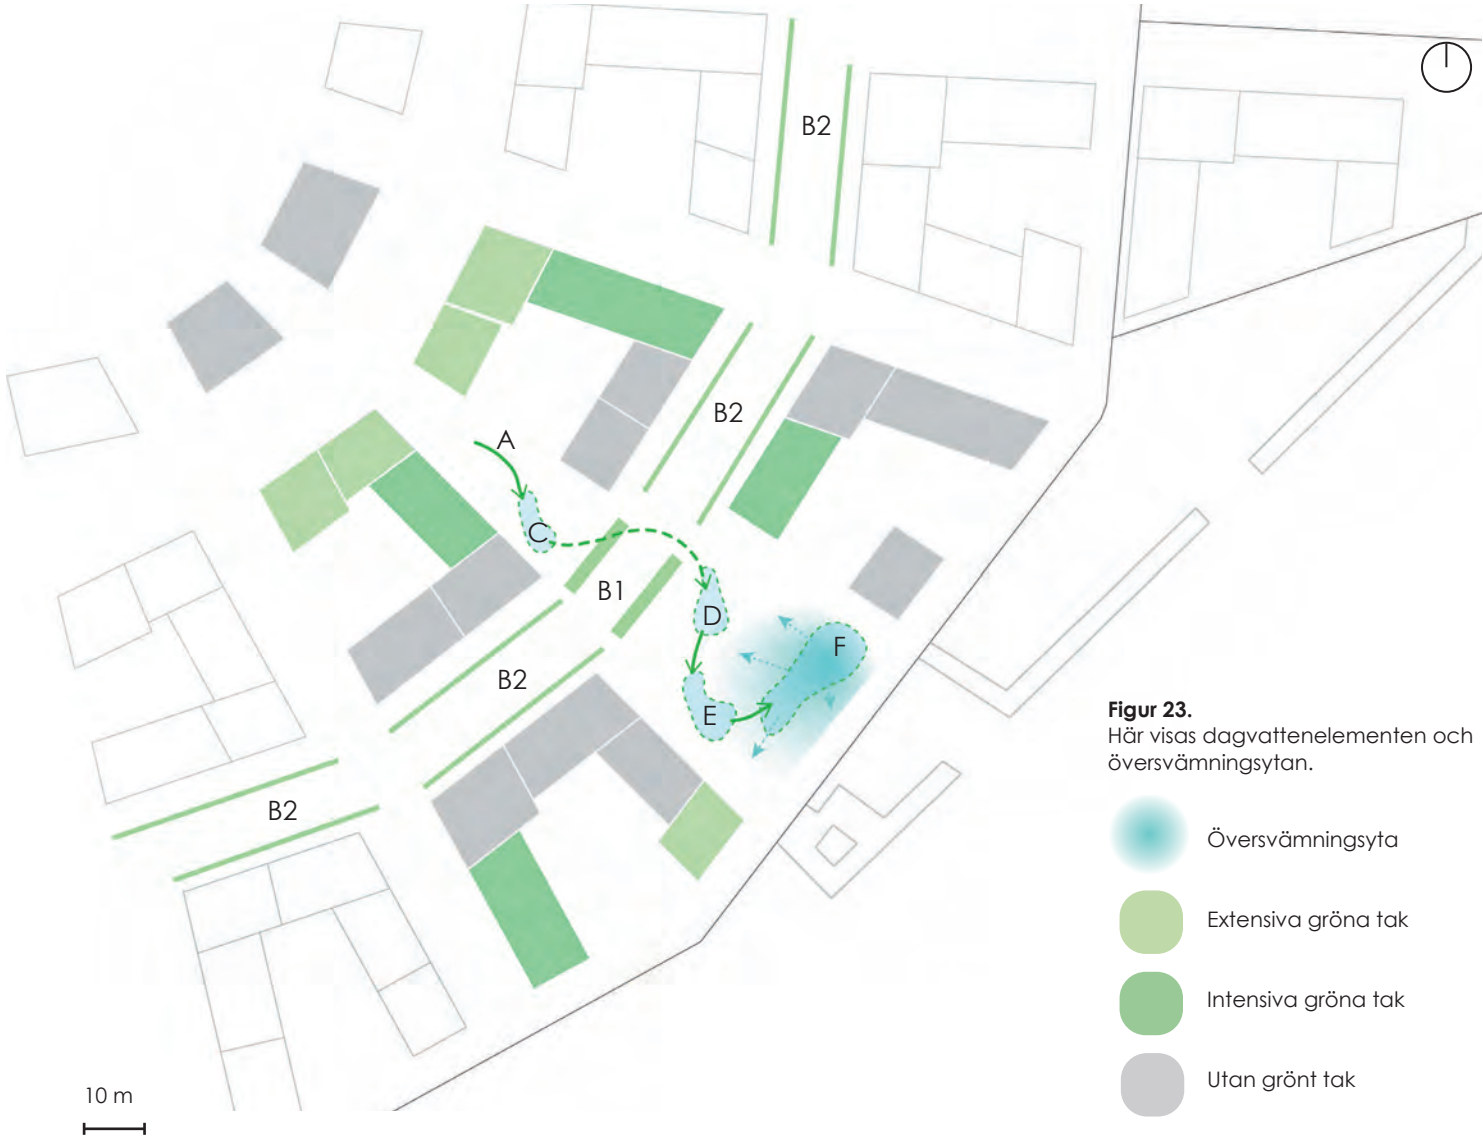 B2
B2
A
C
B1
D
F
B2
E
B2
Figur 23.
Här visas dagvattenelementen och
översvämningsytan.
Översvämningsyta
Extensiva gröna tak
Intensiva gröna tak
Utan grönt tak
10 m